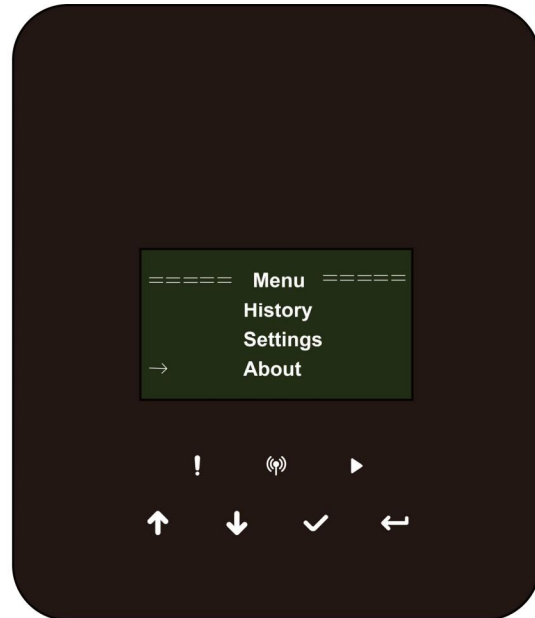 ===== Menu =====
History
Settings
→ About